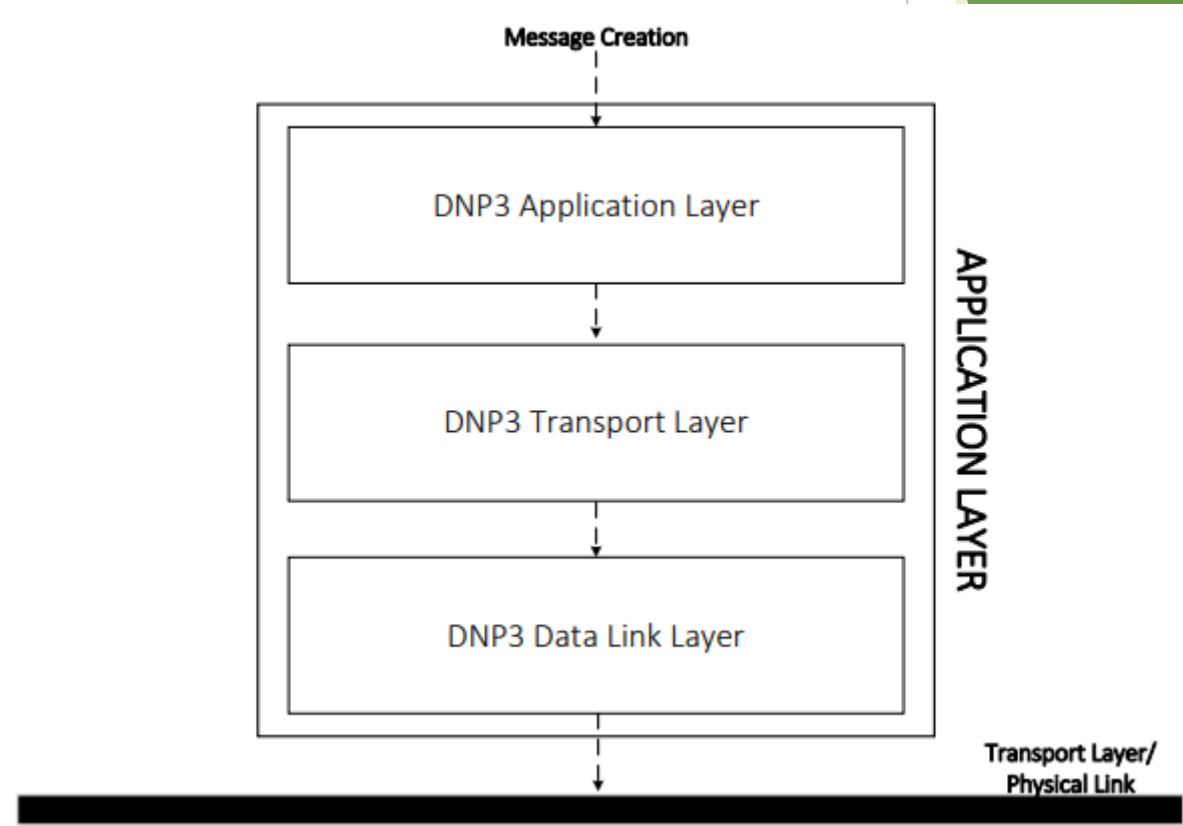 Message Creation
DNP3 Application Layer
DNP3 Transport Layer
DNP3 Data Link Layer
APPLICATION LAYER
Transport Layer/
Physical Link